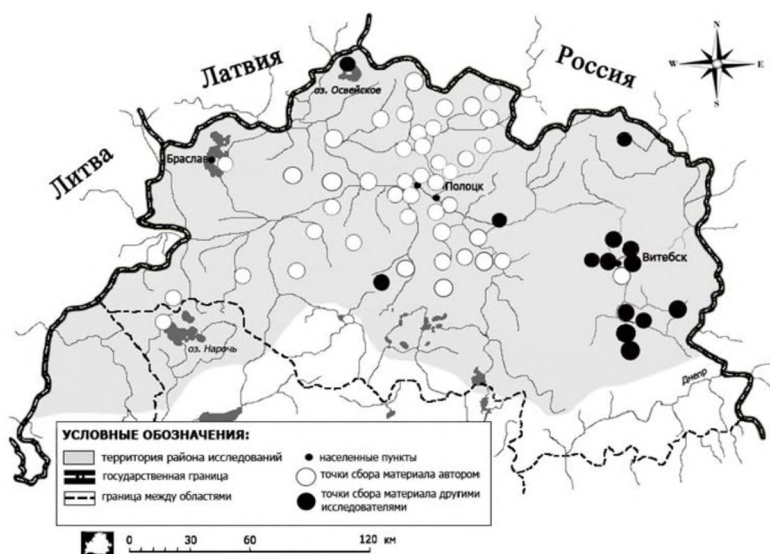 Латвия
Россия
Литва
N
W E
S
оз. Освейское
Браслав
Полоцк
Витебск
оз. Нарочь
Днепр
УСЛОВНЫЕ ОБОЗНАЧЕНИЯ:
территория района исследований
государственная граница
граница между областями
населенные пункты
точки сбора материала автором
точки сбора материала другими
исследователями
0 30 60 120 км